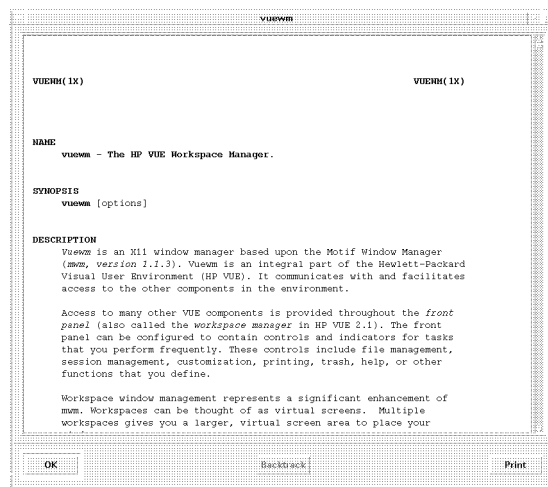 vuewm
VUEWM(1X) VUEWM(1X)
NAME
vuewm - The HP VUE Workspace Manager.
SYNOPSIS
vuewm [options]
DESCRIPTION
Vuewm is an X11 window manager based upon the Motif Window Manager
(mwm, version 1.1.3). Vuewm is an integral part of the Hewlett-Packard
Visual User Environment (HP VUE). It communicates with and facilitates
access to the other components in the environment.
Access to many other VUE components is provided throughout the front
panel (also called the workspace manager in HP VUE 2.1). The front
panel can be configured to contain controls and indicators for tasks
that you perform frequently. These controls include file management,
session management, customization, printing, trash, help, or other
functions that you define.
Workspace window management represents a significant enhancement of
mwm. Workspaces can be thought of as virtual screens. Multiple
workspaces gives you a larger, virtual screen area to place your
OK Backtrack Print